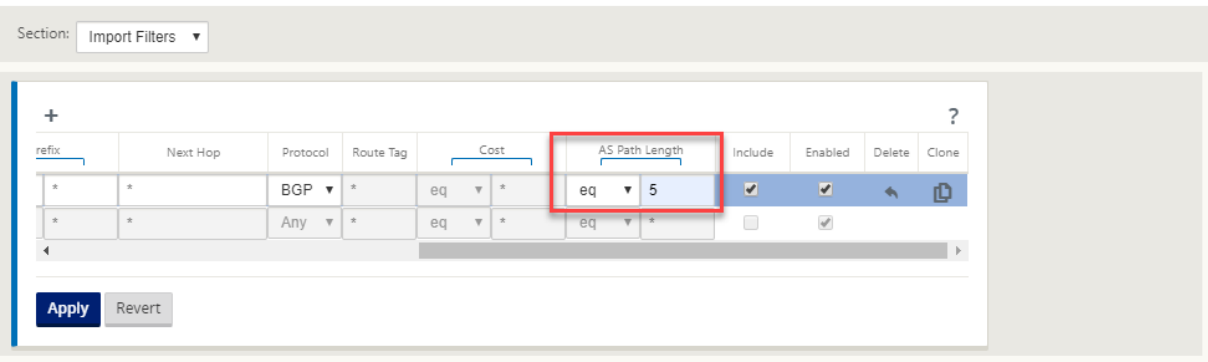 Section: Import Filters ▼
+ ?
refix Next Hop Protocol Route Tag Cost AS Path Length Include Enabled Delete Clone
* * BGP ▼ * eq ▼ * eq ▼ 5
* * Any ▼ * eq ▼ * eq ▼ *
Apply Revert